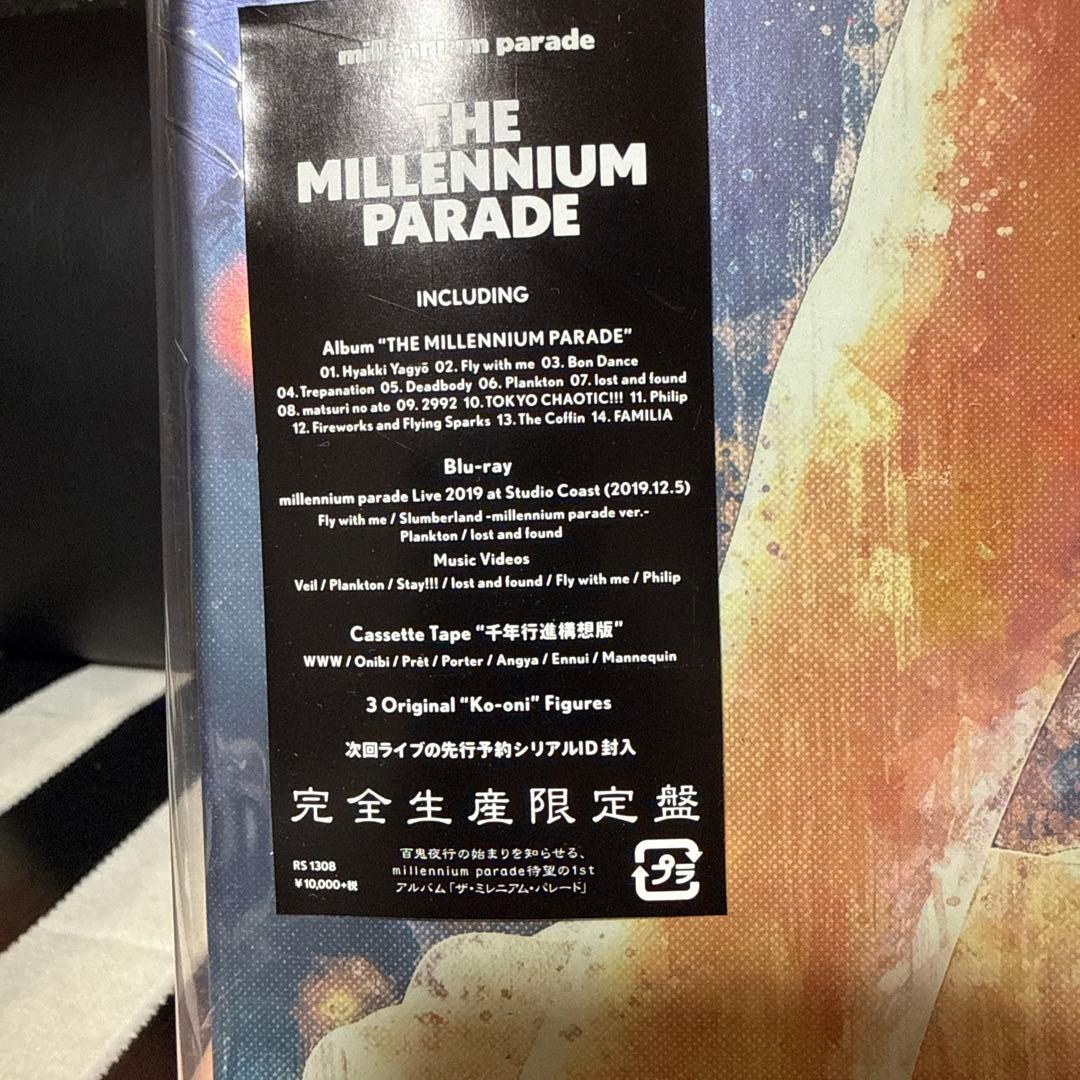 millennium parade
THE
MILLENNIUM
PARADE
INCLUDING
Album “THE MILLENNIUM PARADE”
01. Hyakki Yagyō 02. Fly with me 03. Bon Dance
04. Trepanation 05. Deadbody 06. Plankton 07. lost and found
08. matsuri no ato 09. 2992 10. TOKYO CHAOTIC!!! 11. Philip
12. Fireworks and Flying Sparks 13. The Coffin 14. FAMILIA
Blu-ray
millennium parade Live 2019 at Studio Coast (2019.12.5)
Fly with me / Slumberland -millennium parade ver.-
Plankton / lost and found
Music Videos
Veil / Plankton / Stay!!! / lost and found / Fly with me / Philip
Cassette Tape “千年行進構想版”
WWW / Onibi / Prêt / Porter / Angya / Ennui / Mannequin
3 Original “Ko-oni” Figures
次回ライブの先行予約シリアルID封入
完全生産限定盤
RS 1308
¥10,000+税
百鬼夜行の始まりを知らせる、
millennium parade待望の1st
アルバム「ザ・ミレニアム・パレード」
プラ